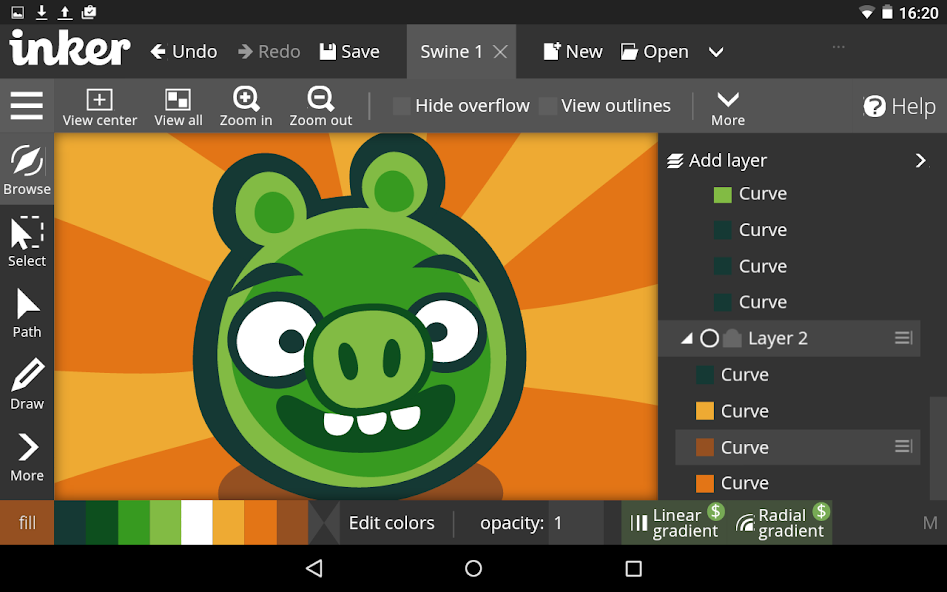 16:20
inker
Undo
Redo
Save
Swine 1
New
Open
View center
View all
Zoom in
Zoom out
Hide overflow
View outlines
More
Help
Browse
Select
Path
Draw
More
Add layer
Curve
Curve
Curve
Curve
Layer 2
Curve
Curve
Curve
Curve
fill
Edit colors
opacity: 1
Linear $
gradient
Radial $
gradient
M